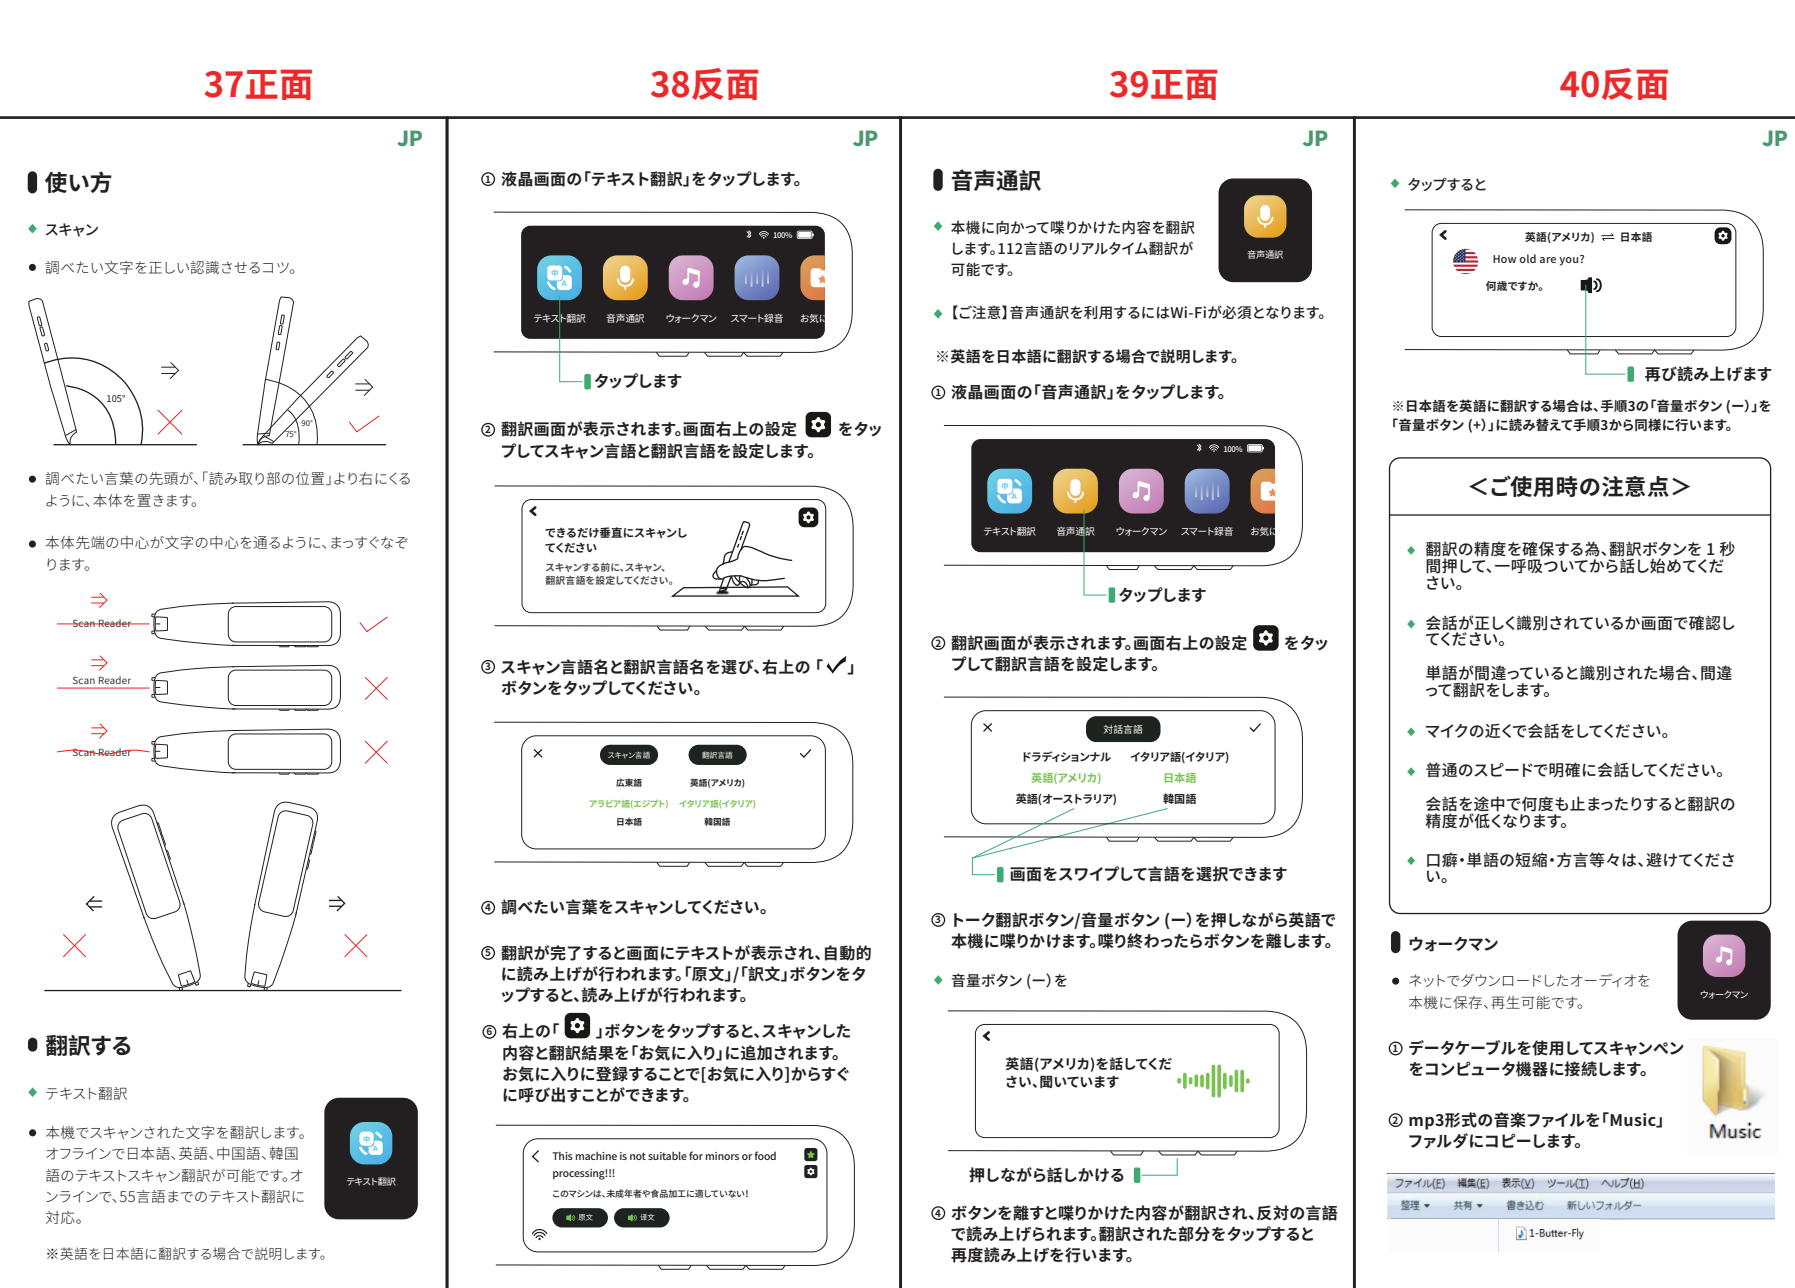 37正面
38反面
39正面
40反面
JP
使い方
スキャン
調べたい文字を正しい認識させるコツ。
105°
90°
75°
調べたい言葉の先頭が、「読み取り部の位置」より右にくる
ように、本体を置きます。
本体先端の中心が文字の中心を通るように、まっすぐなぞ
ります。
Scan Reader
Scan Reader
Scan Reader
翻訳する
テキスト翻訳
本機でスキャンされた文字を翻訳します。
オフラインで日本語、英語、中国語、韓国
語のテキストスキャン翻訳が可能です。オ
ンラインで、55言語までのテキスト翻訳に
対応。
中
A
テキスト翻訳
※英語を日本語に翻訳する場合で説明します。
JP
① 液晶画面の「テキスト翻訳」をタップします。
100%
中
A
テキスト翻訳 音声通訳 ウォークマン スマート録音 お気に
タップします
② 翻訳画面が表示されます。画面右上の設定 をタッ
プしてスキャン言語と翻訳言語を設定します。
できるだけ垂直にスキャンし
てください
スキャンする前に、スキャン、
翻訳言語を設定してください。
③ スキャン言語名と翻訳言語名を選び、右上の「✓」
ボタンをタップしてください。
スキャン言語 翻訳言語
広東語 英語(アメリカ)
アラビア語(エジプト) イタリア語(イタリア)
日本語 韓国語
④ 調べたい言葉をスキャンしてください。
⑤ 翻訳が完了すると画面にテキストが表示され、自動的
に読み上げが行われます。「原文」/「訳文」ボタンをタ
ップすると、読み上げが行われます。
⑥ 右上の「 」ボタンをタップすると、スキャンした
内容と翻訳結果を「お気に入り」に追加されます。
お気に入りに登録することで[お気に入り]からすぐ
に呼び出すことができます。
This machine is not suitable for minors or food
processing!!!
このマシンは、未成年者や食品加工に適していない!
原文 译文
JP
音声通訳
本機に向かって喋りかけた内容を翻訳
します。112言語のリアルタイム翻訳が
可能です。
音声通訳
【ご注意】音声通訳を利用するにはWi-Fiが必須となります。
※英語を日本語に翻訳する場合で説明します。
① 液晶画面の「音声通訳」をタップします。
100%
中
A
テキスト翻訳 音声通訳 ウォークマン スマート録音 お気に
タップします
② 翻訳画面が表示されます。画面右上の設定 をタッ
プして翻訳言語を設定します。
対話言語
ドラディショナル イタリア語(イタリア)
英語(アメリカ) 日本語
英語(オーストラリア) 韓国語
画面をスワイプして言語を選択できます
③ トーク翻訳ボタン/音量ボタン (ー)を押しながら英語で
本機に喋りかけます。喋り終わったらボタンを離します。
音量ボタン (ー)を
英語(アメリカ)を話してくだ
さい、聞いています
押しながら話しかける
④ ボタンを離すと喋りかけた内容が翻訳され、反対の言語
で読み上げられます。翻訳された部分をタップすると
再度読み上げを行います。
JP
タップすると
英語(アメリカ) ⇌ 日本語
How old are you?
何歳ですか。
再び読み上げます
※日本語を英語に翻訳する場合は、手順3の「音量ボタン (ー)」を
「音量ボタン (+)」に読み替えて手順3から同様に行います。
＜ご使用時の注意点＞
翻訳の精度を確保する為、翻訳ボタンを 1 秒
間押して、一呼吸ついてから話し始めてくだ
さい。
会話が正しく識別されているか画面で確認し
てください。
単語が間違っていると識別された場合、間違
って翻訳をします。
マイクの近くで会話をしてください。
普通のスピードで明確に会話してください。
会話を途中で何度も止まったりすると翻訳の
精度が低くなります。
口癖・単語の短縮・方言等々は、避けてくださ
い。
ウォークマン
ネットでダウンロードしたオーディオを
本機に保存、再生可能です。
ウォークマン
① データケーブルを使用してスキャンペン
をコンピュータ機器に接続します。
② mp3形式の音楽ファイルを「Music」
ファルダにコピーします。
Music
ファイル(F) 編集(E) 表示(V) ツール(T) ヘルプ(H)
整理 ▼ 共有 ▼ 書き込む 新しいフォルダー
1-Butter-Fly